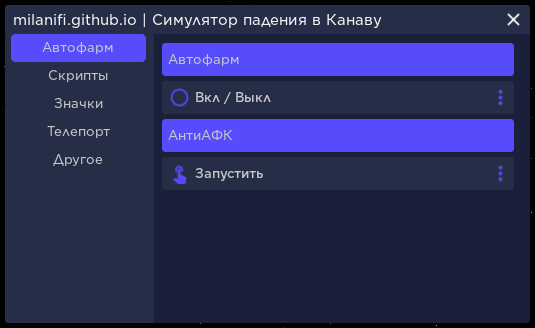 milanifi.github.io | Симулятор падения в Канаву
Автофарм
Скрипты
Значки
Телепорт
Другое
Автофарм
Вкл / Выкл
АнтиАФК
Запустить